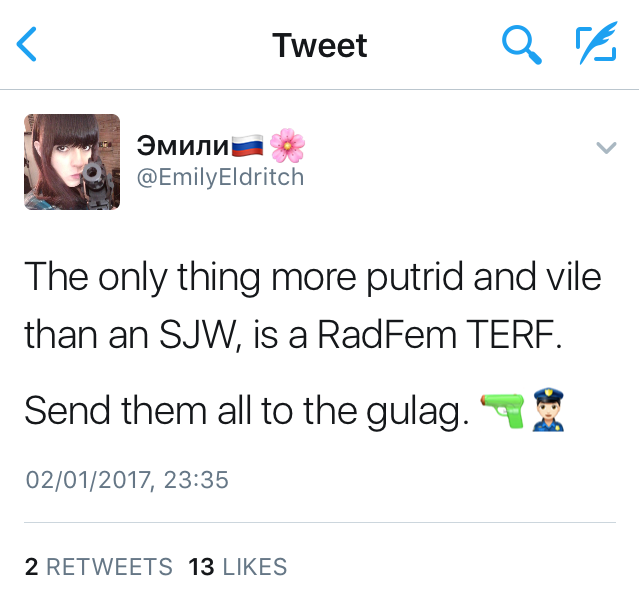 Tweet
Эмили🇷🇺🌸
@EmilyEldritch
The only thing more putrid and vile
than an SJW, is a RadFem TERF.
Send them all to the gulag. 🔫👮🏻
02/01/2017, 23:35
2 RETWEETS 13 LIKES